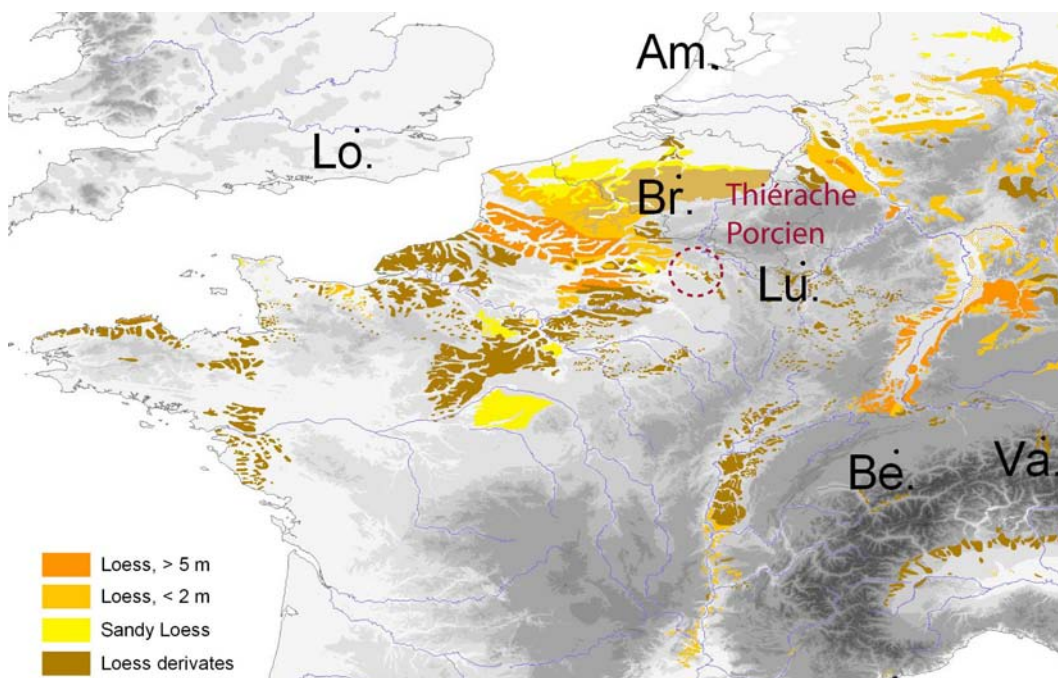 Am.
Lo.
Br.
Thiérache
Porcien
Lu.
Be.
Va.
Loess, > 5 m
Loess, < 2 m
Sandy Loess
Loess derivates